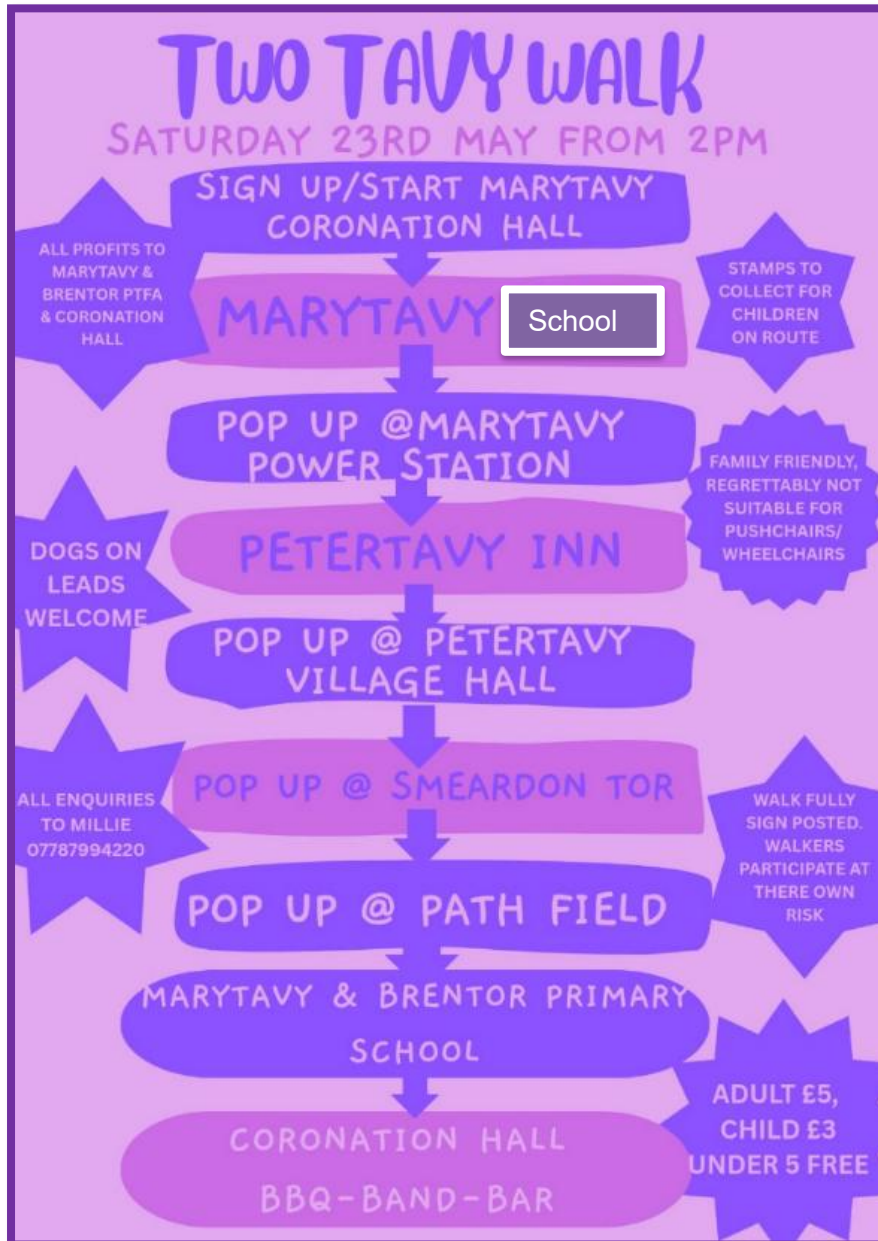 TWO TAVY WALK
SATURDAY 23RD MAY FROM 2PM
SIGN UP/START MARYTAVY
CORONATION HALL
ALL PROFITS TO
MARYTAVY &
BRENTOR PTFA
& CORONATION
HALL
STAMPS TO
COLLECT FOR
CHILDREN
ON ROUTE
MARYTAVY School
POP UP @MARYTAVY
POWER STATION
FAMILY FRIENDLY,
REGRETTABLY NOT
SUITABLE FOR
PUSHCHAIRS/
WHEELCHAIRS
DOGS ON
LEADS
WELCOME
PETERTAVY INN
POP UP @ PETERTAVY
VILLAGE HALL
POP UP @ SMEARDON TOR
ALL ENQUIRIES
TO MILLIE
07787994220
WALK FULLY
SIGN POSTED.
WALKERS
PARTICIPATE AT
THERE OWN
RISK
POP UP @ PATH FIELD
MARYTAVY & BRENTOR PRIMARY
SCHOOL
ADULT £5,
CHILD £3
UNDER 5 FREE
CORONATION HALL
BBQ-BAND-BAR